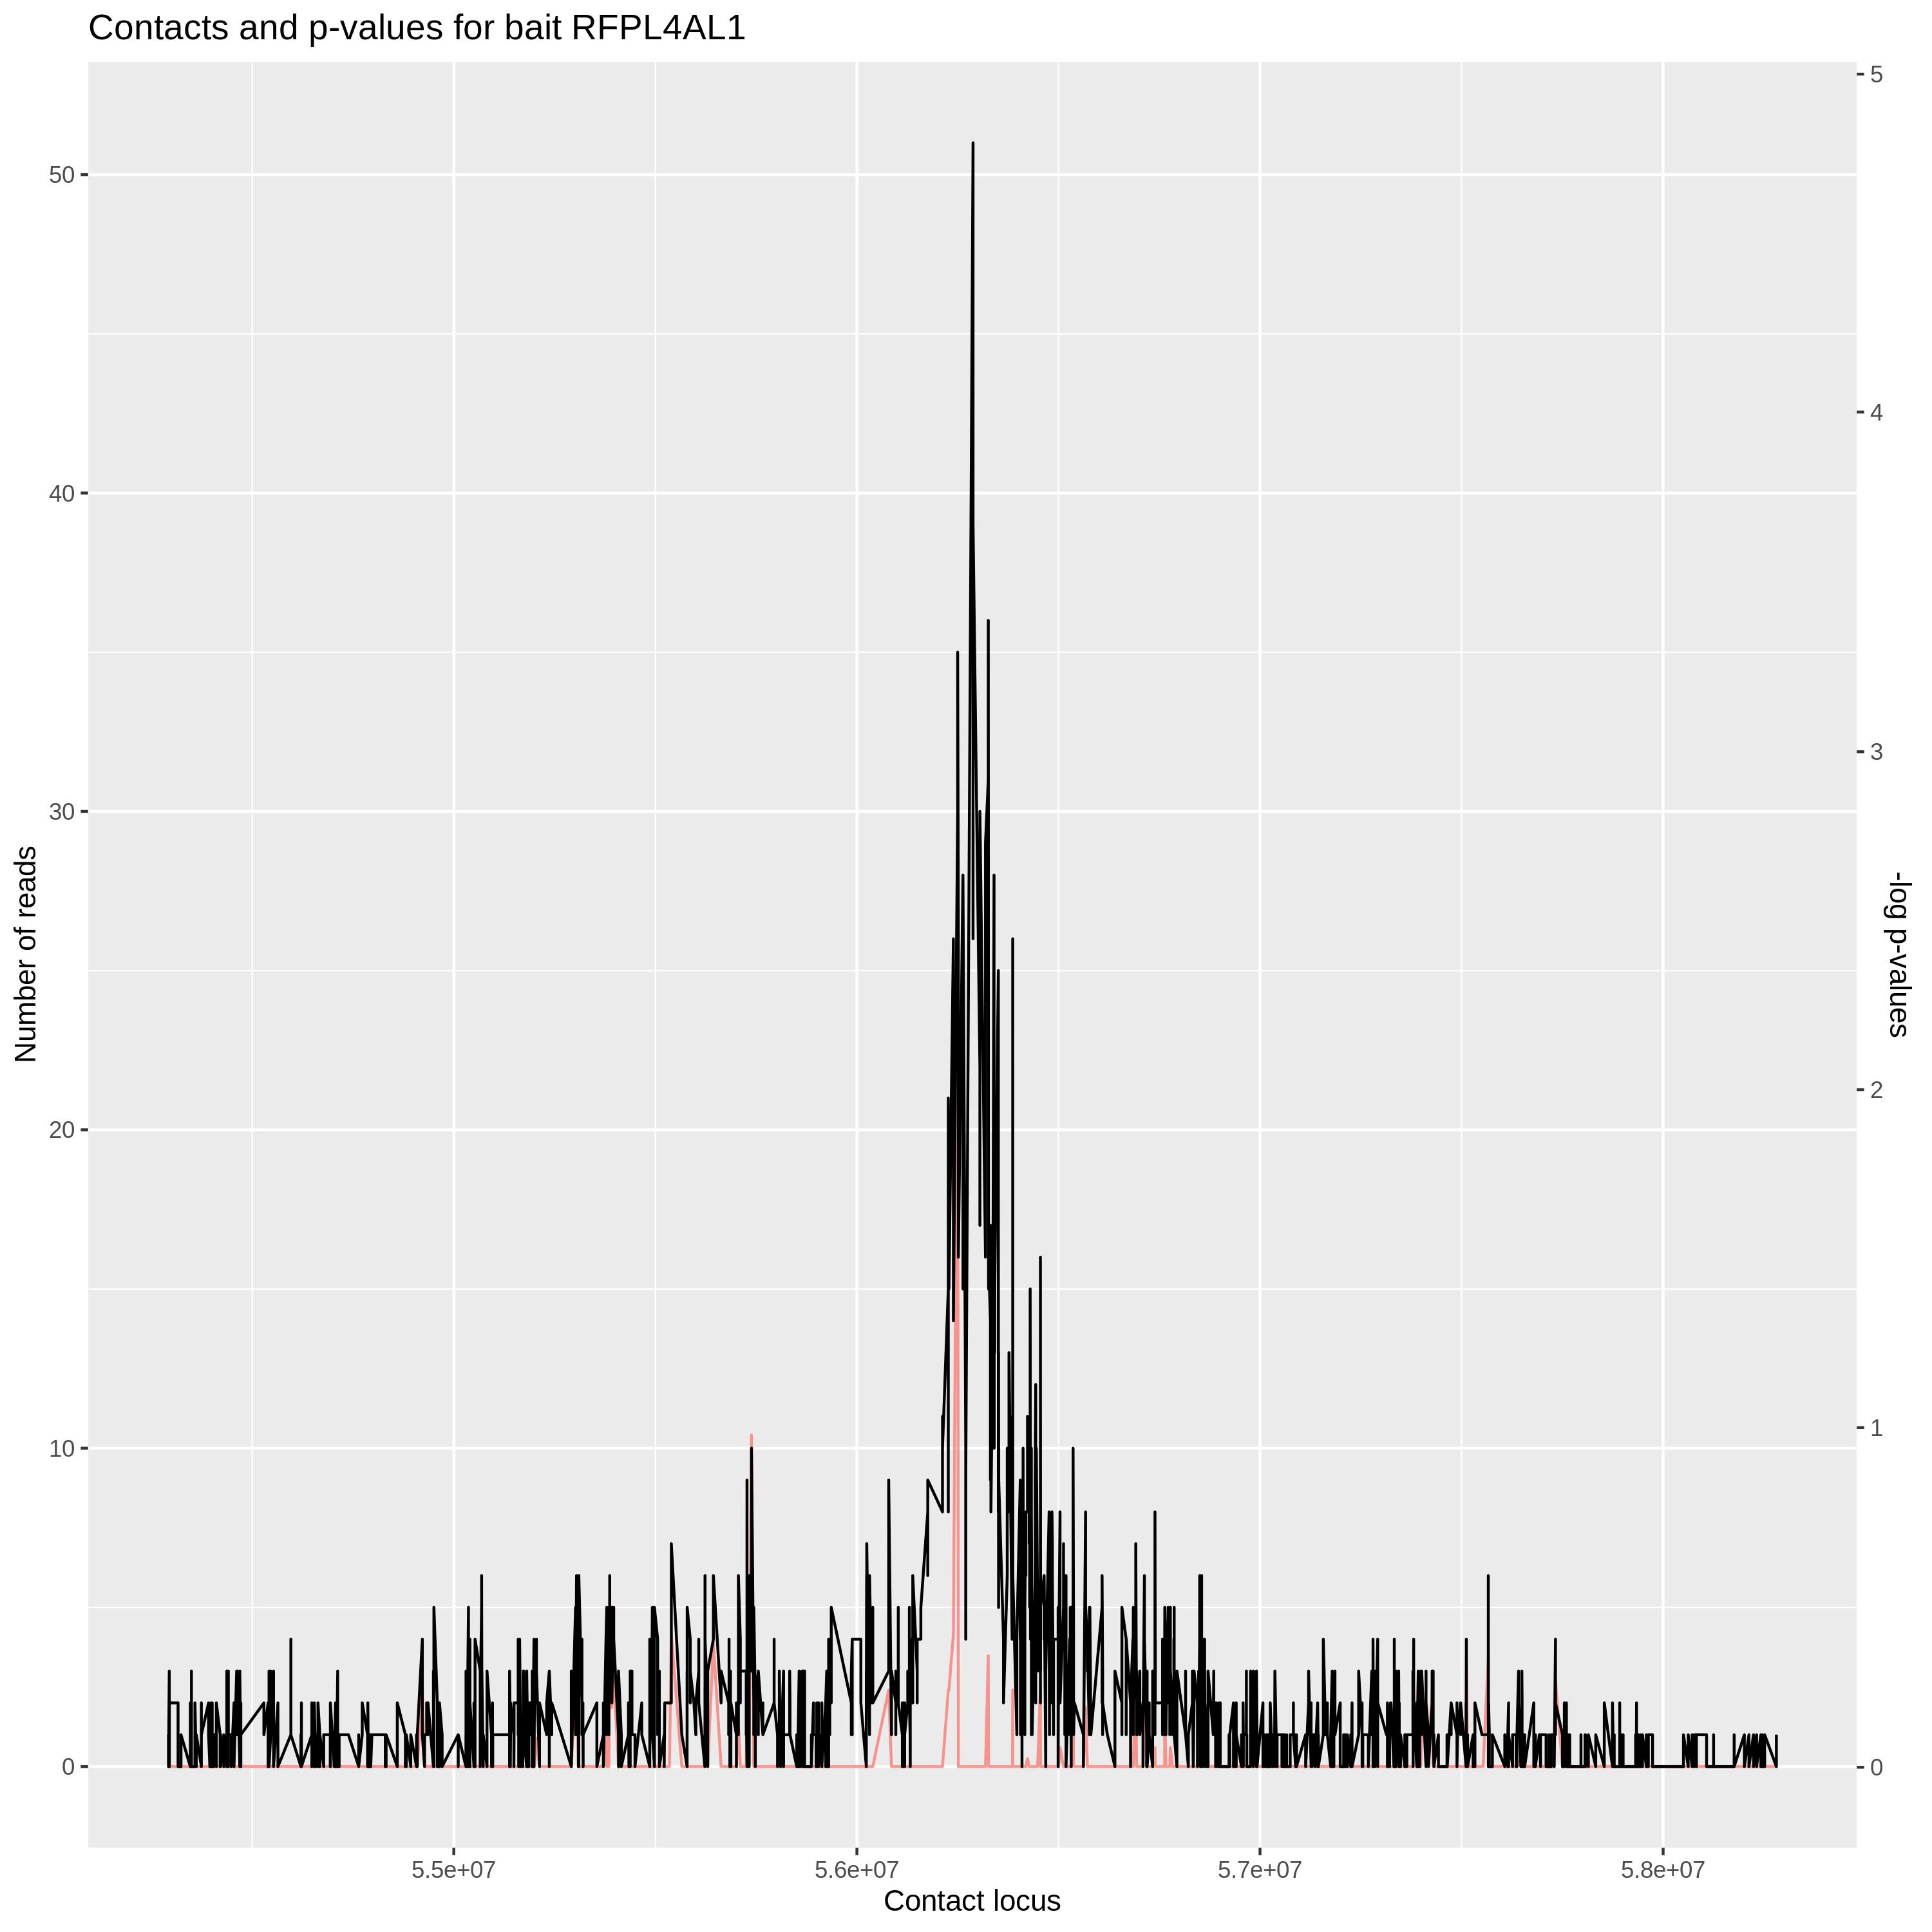 Contacts and p-values for bait RFPL4AL1
50
40
30
20
10
0
Number of reads
5
4
3
2
1
0
-log p-values
5.5e+07
5.6e+07
5.7e+07
5.8e+07
Contact locus